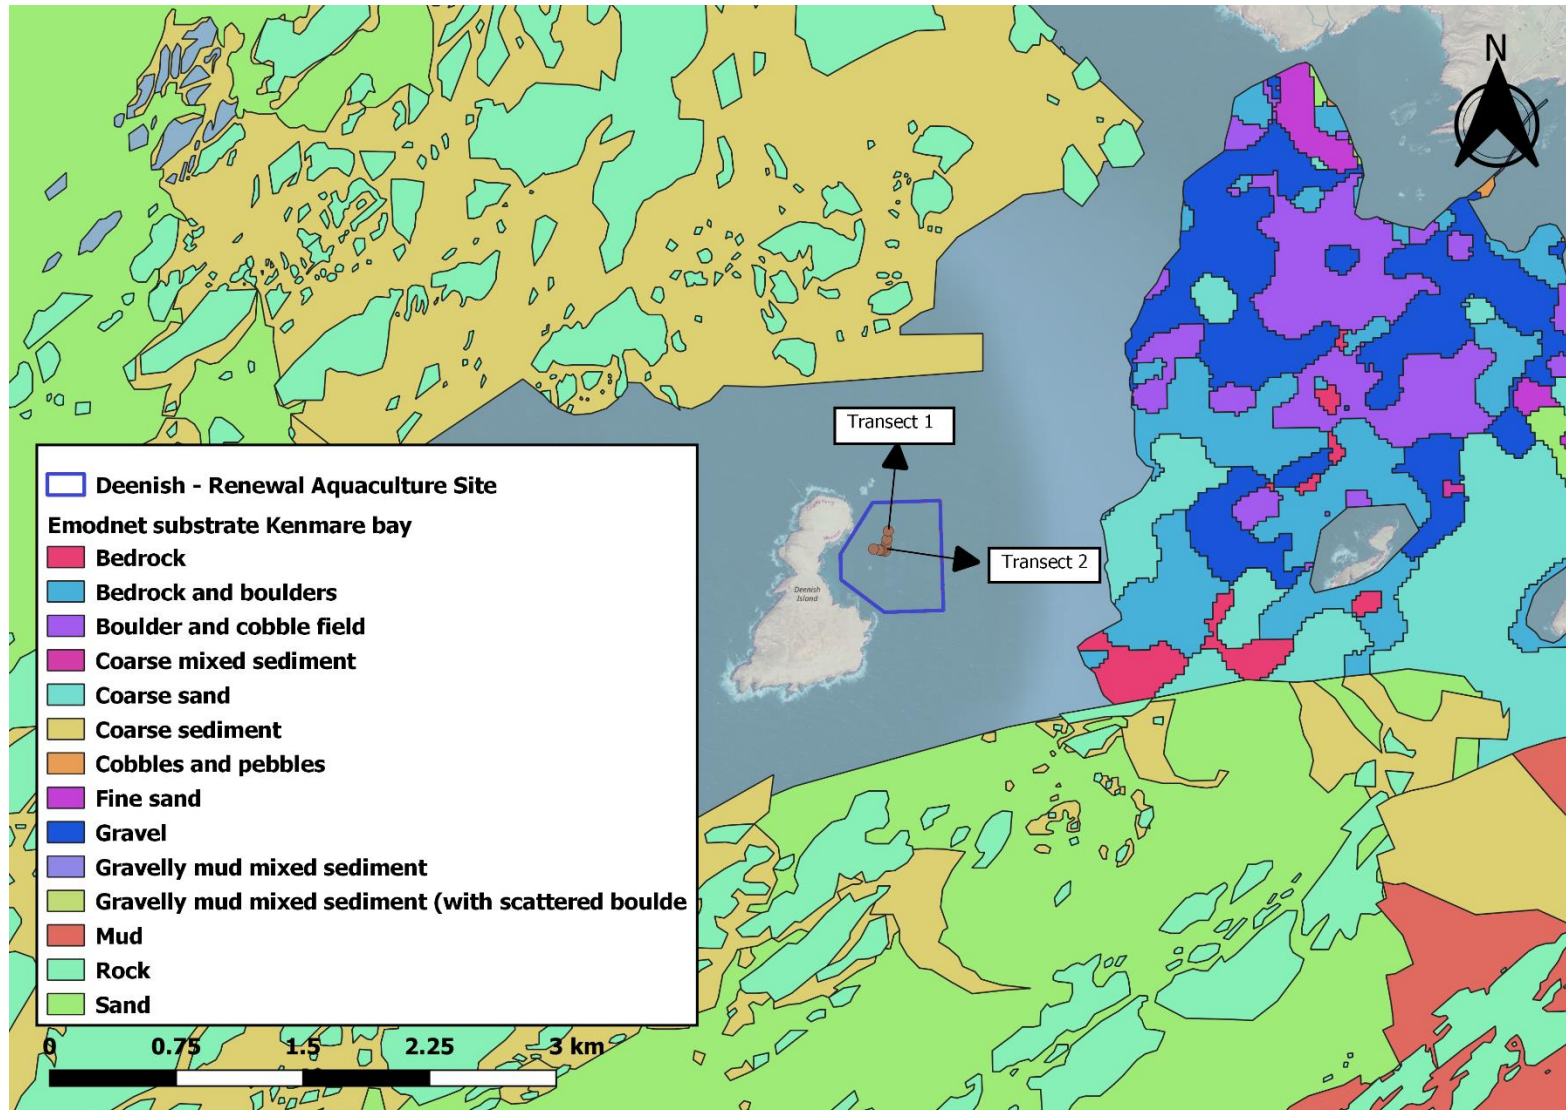 N
Transect 1
Transect 2
Deenish
Island
Deenish - Renewal Aquaculture Site
Emodnet substrate Kenmare bay
Bedrock
Bedrock and boulders
Boulder and cobble field
Coarse mixed sediment
Coarse sand
Coarse sediment
Cobbles and pebbles
Fine sand
Gravel
Gravelly mud mixed sediment
Gravelly mud mixed sediment (with scattered boulde
Mud
Rock
Sand
0 0.75 1.5 2.25 3 km